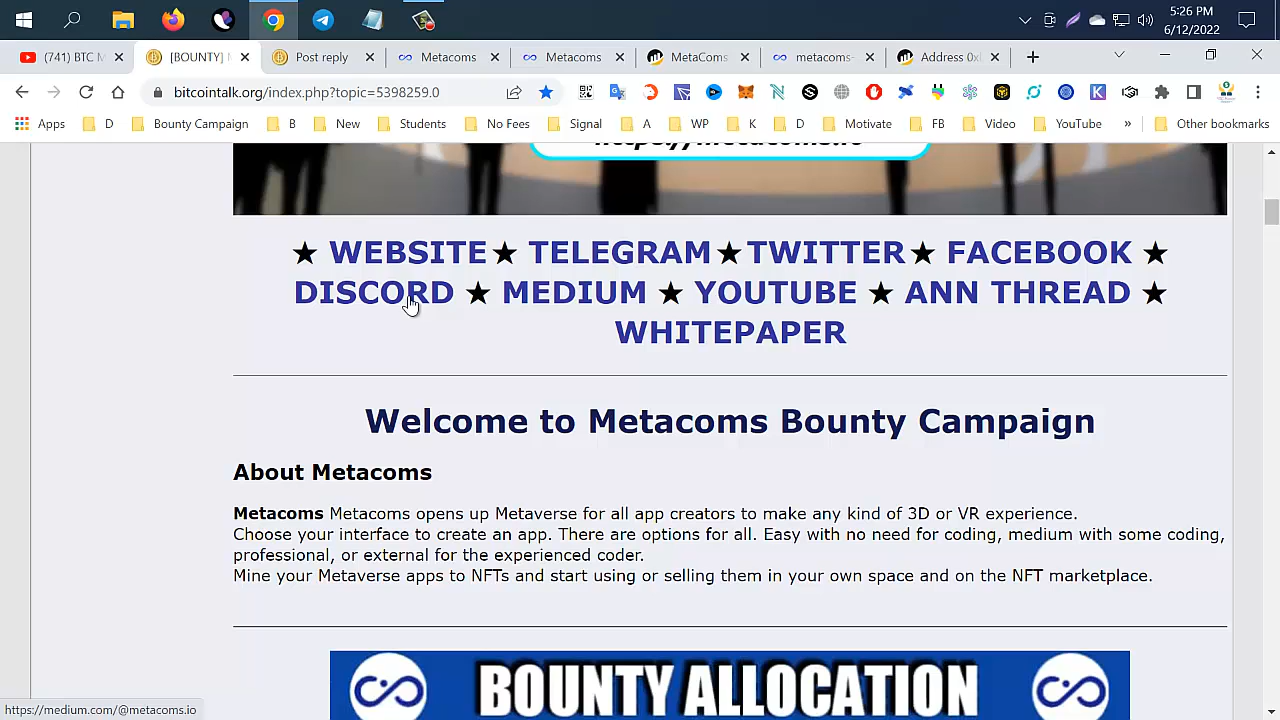 5:26 PM
6/12/2022
(741) BTC M
[BOUNTY] M
Post reply
Metacoms
Metacoms
MetaComs
metacoms-
Address 0xl
bitcointalk.org/index.php?topic=5398259.0
Apps
D
Bounty Campaign
B
New
Students
No Fees
Signal
A
WP
K
D
Motivate
FB
Video
YouTube
»
Other bookmarks
https://metacoms.io
★ WEBSITE★ TELEGRAM★TWITTER★ FACEBOOK ★
DISCORD ★ MEDIUM ★ YOUTUBE ★ ANN THREAD ★
WHITEPAPER
Welcome to Metacoms Bounty Campaign
About Metacoms
Metacoms Metacoms opens up Metaverse for all app creators to make any kind of 3D or VR experience.
Choose your interface to create an app. There are options for all. Easy with no need for coding, medium with some coding,
professional, or external for the experienced coder.
Mine your Metaverse apps to NFTs and start using or selling them in your own space and on the NFT marketplace.
BOUNTY ALLOCATION
https://medium.com/@metacoms.io